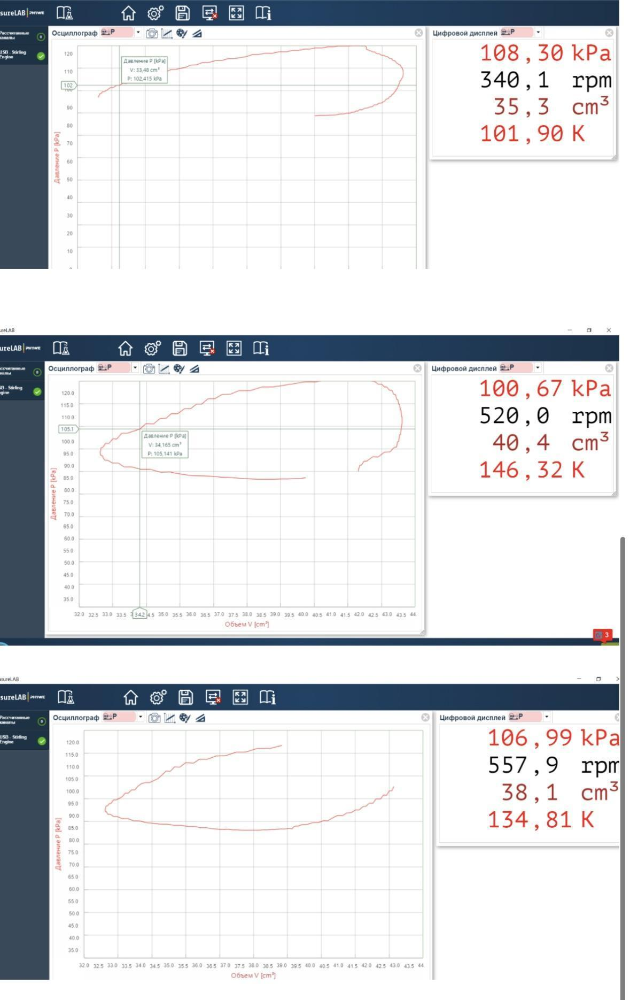 sureLAB PHYWE
Рассчитанные каналы 0
USB - Stirling Engine
Осциллограф P
Цифровой дисплей P
108,30 kPa
340,1 rpm
35,3 cm³
101,90 K
Давление P [kPa]
V: 33,48 cm³
P: 102,415 kPa
120
110
102
100
90
80
70
60
50
40
30
20
10
Давление P [kPa]
ureLAB
ureLAB PHYWE
ссчитанные
налы 0
SB - Stirling
ngine
Осциллограф P
Цифровой дисплей P
100,67 kPa
520,0 rpm
40,4 cm³
146,32 K
120.0
115.0
110.0
105.1
100.0
95.0
90.0
85.0
80.0
75.0
70.0
65.0
60.0
55.0
50.0
45.0
40.0
35.0
Давление P [kPa]
V: 34,165 cm³
P: 105,141 kPa
Давление P [kPa]
32.0 32.5 33.0 33.5 3 34.2 4.5 35.0 35.5 36.0 36.5 37.0 37.5 38.0 38.5 39.0 39.5 40.0 40.5 41.0 41.5 42.0 42.5 43.0 43.5 44.
Объем V [cm³]
3
asureLAB
sureLAB PHYWE
Рассчитанные
каналы 0
USB - Stirling
Engine
Осциллограф P
Цифровой дисплей P
106,99 kPa
557,9 rpm
38,1 cm³
134,81 K
120.0
115.0
110.0
105.0
100.0
95.0
90.0
85.0
80.0
75.0
70.0
65.0
60.0
55.0
50.0
45.0
40.0
35.0
Давление P [kPa]
32.0 32.5 33.0 33.5 34.0 34.5 35.0 35.5 36.0 36.5 37.0 37.5 38.0 38.5 39.0 39.5 40.0 40.5 41.0 41.5 42.0 42.5 43.0 43.5 44.
Объем V [cm³]